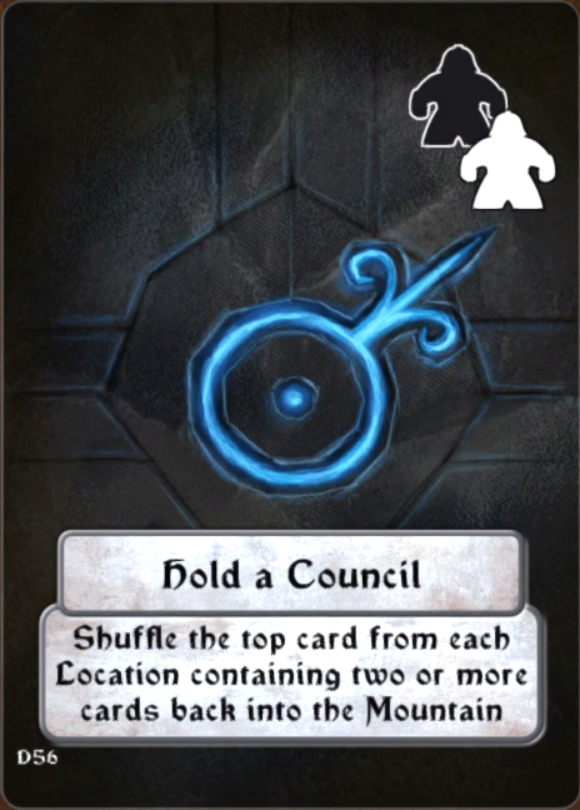 Hold a Council
Shuffle the top card from each
Location containing two or more
cards back into the Mountain
D56